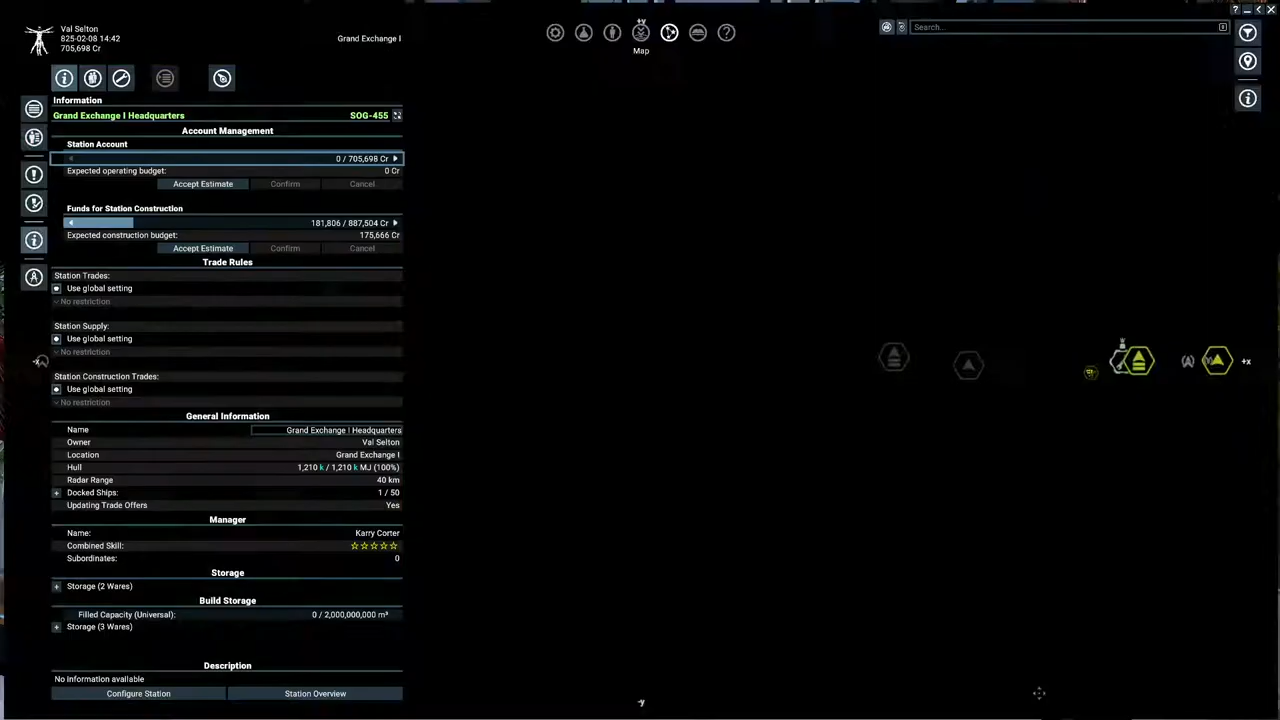 Val Selton
825-02-08 14:42
705,698 Cr
Grand Exchange I
+y
Map
Search...
Information
Grand Exchange I Headquarters SOG-455
Account Management
Station Account
0 / 705,698 Cr
Expected operating budget: 0 Cr
Accept Estimate Confirm Cancel
Funds for Station Construction
181,806 / 887,504 Cr
Expected construction budget: 175,666 Cr
Accept Estimate Confirm Cancel
Trade Rules
Station Trades:
Use global setting
No restriction
Station Supply:
Use global setting
No restriction
Station Construction Trades:
Use global setting
No restriction
General Information
Name Grand Exchange I Headquarters
Owner Val Selton
Location Grand Exchange I
Hull 1,210 k / 1,210 k MJ (100%)
Radar Range 40 km
Docked Ships: 1 / 50
Updating Trade Offers Yes
Manager
Name: Karry Corter
Combined Skill: ☆☆☆☆☆
Subordinates: 0
Storage
Storage (2 Wares)
Build Storage
Filled Capacity (Universal): 0 / 2,000,000,000 m³
Storage (3 Wares)
Description
No information available
Configure Station Station Overview
-x
+x
-y